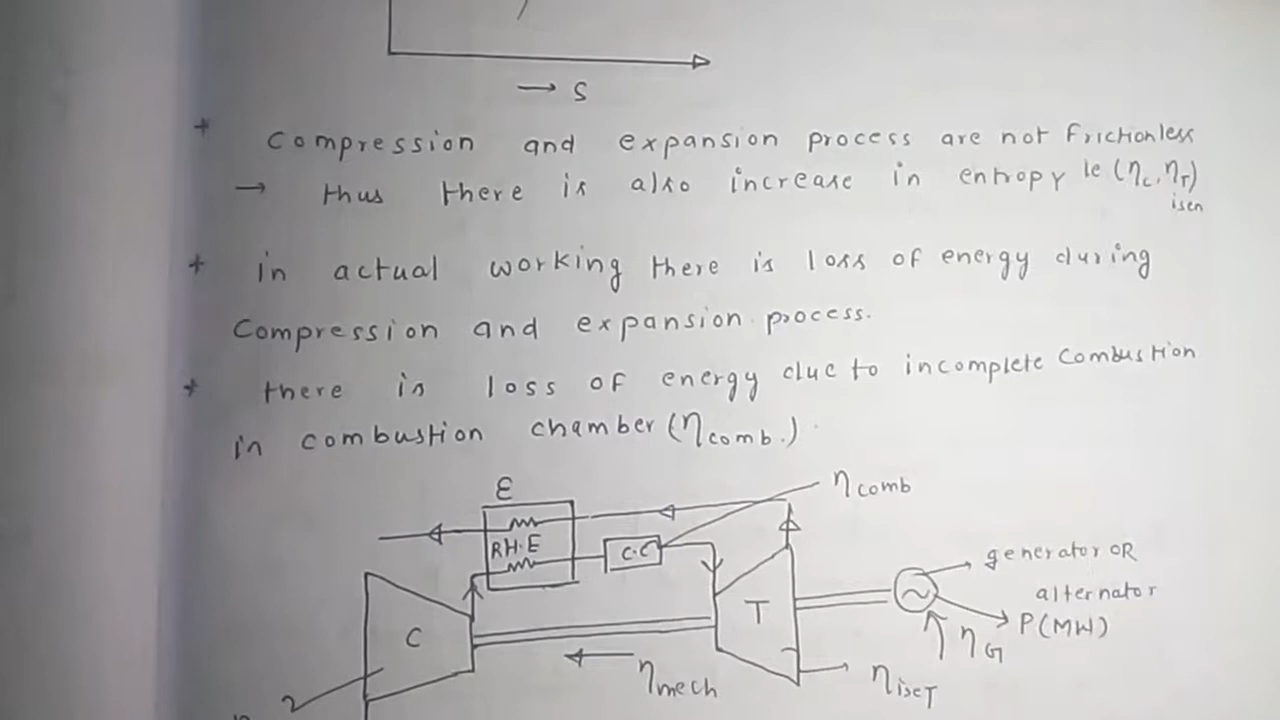 → S
+ Compression and expansion process are not frictionless
→ thus there is also increase in entropy ie (ηc, ηT) isen
+ in actual working there is loss of energy during
Compression and expansion process.
+ there is loss of energy due to incomplete combustion
in combustion chamber (ηcomb.).
ε
ηcomb
RH.E
C.C
generator OR
alternator
T
P(MW)
C
ηG
ηmech
ηiseT